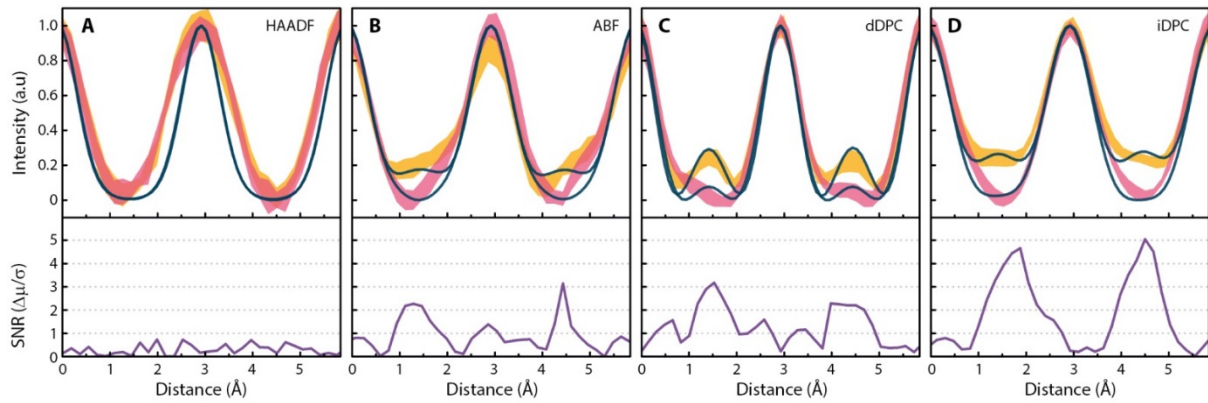 A HAADF B ABF C dDPC D iDPC
Intensity (a.u)
1.0
0.8
0.6
0.4
0.2
0
SNR (Δμ/σ)
5
4
3
2
1
0
0 1 2 3 4 5 0 1 2 3 4 5 0 1 2 3 4 5 0 1 2 3 4 5
Distance (Å) Distance (Å) Distance (Å) Distance (Å)